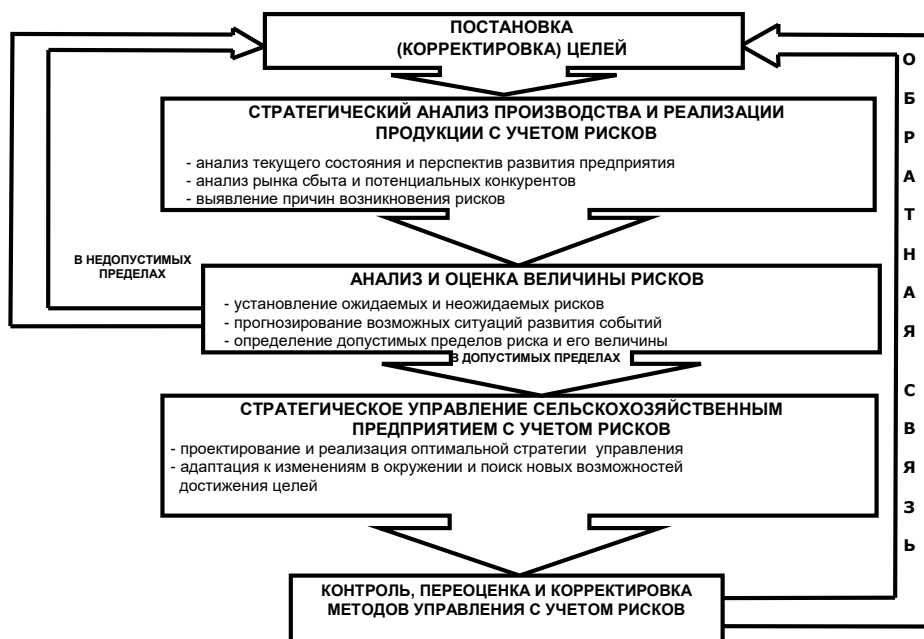 ПОСТАНОВКА
(КОРРЕКТИРОВКА) ЦЕЛЕЙ
СТРАТЕГИЧЕСКИЙ АНАЛИЗ ПРОИЗВОДСТВА И РЕАЛИЗАЦИИ
ПРОДУКЦИИ С УЧЕТОМ РИСКОВ
- анализ текущего состояния и перспектив развития предприятия
- анализ рынка сбыта и потенциальных конкурентов
- выявление причин возникновения рисков
В НЕДОПУСТИМЫХ
ПРЕДЕЛАХ
АНАЛИЗ И ОЦЕНКА ВЕЛИЧИНЫ РИСКОВ
- установление ожидаемых и неожидаемых рисков
- прогнозирование возможных ситуаций развития событий
- определение допустимых пределов риска и его величины
В ДОПУСТИМЫХ ПРЕДЕЛАХ
СТРАТЕГИЧЕСКОЕ УПРАВЛЕНИЕ СЕЛЬСКОХОЗЯЙСТВЕННЫМ
ПРЕДПРИЯТИЕМ С УЧЕТОМ РИСКОВ
- проектирование и реализация оптимальной стратегии управления
- адаптация к изменениям в окружении и поиск новых возможностей
достижения целей
КОНТРОЛЬ, ПЕРЕОЦЕНКА И КОРРЕКТИРОВКА
МЕТОДОВ УПРАВЛЕНИЯ С УЧЕТОМ РИСКОВ
ОБРАТНАЯ СВЯЗЬ